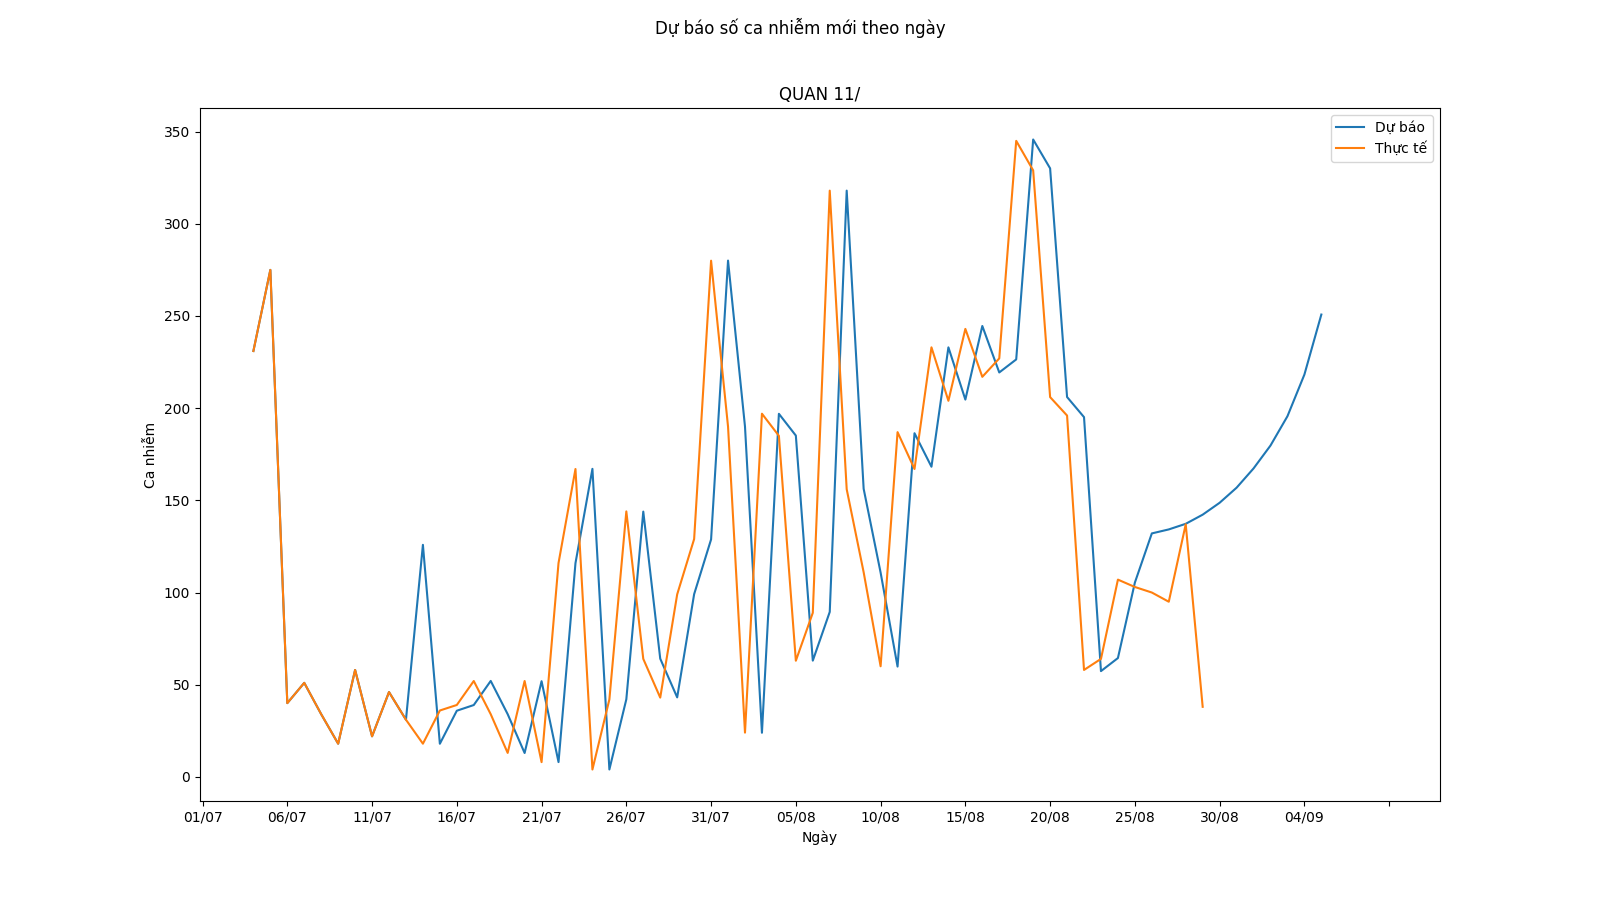 Dự báo số ca nhiễm mới theo ngày
QUAN 11/
Dự báo
Thực tế
350
300
250
200
150
100
50
0
Ca nhiễm
01/07 06/07 11/07 16/07 21/07 26/07 31/07 05/08 10/08 15/08 20/08 25/08 30/08 04/09
Ngày